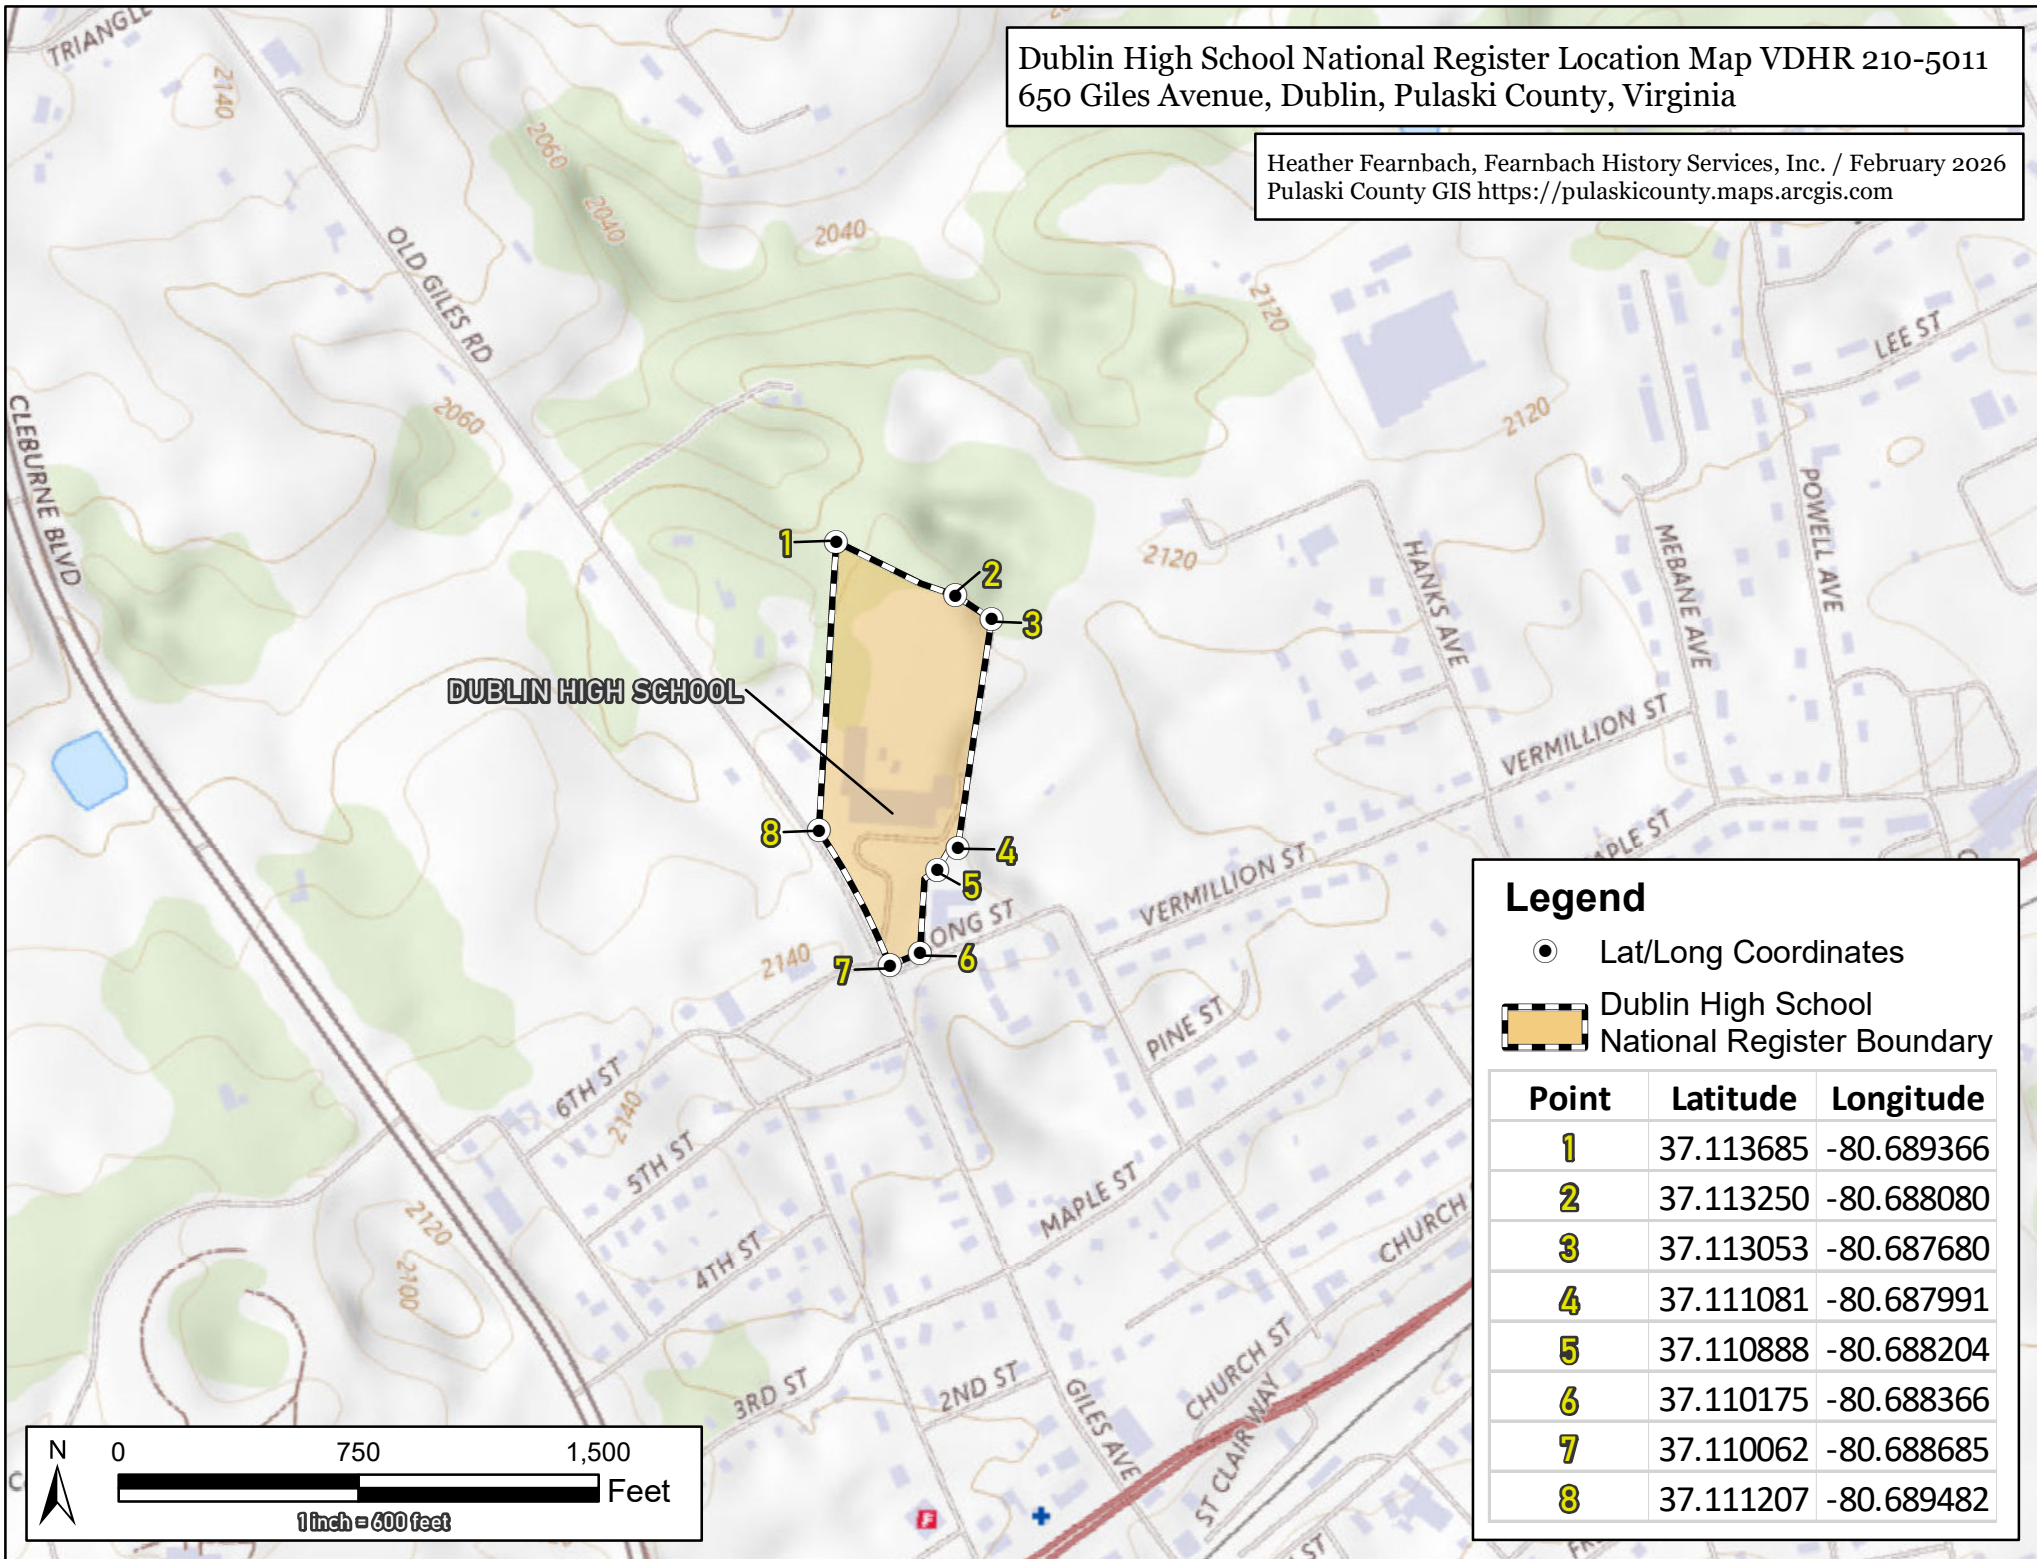 Dublin High School National Register Location Map VDHR 210-5011
650 Giles Avenue, Dublin, Pulaski County, Virginia
Heather Fearnbach, Fearnbach History Services, Inc. / February 2026
Pulaski County GIS https://pulaskicounty.maps.arcgis.com
TRIANGLE
2140
2060
2040
2040
OLD GILES RD
2120
LEE ST
CLEBURNE BLVD
2060
2120
POWELL AVE
MEBANE AVE
HANKS AVE
2120
1
2
3
DUBLIN HIGH SCHOOL
VERMILLION ST
8
4
5
VERMILLION ST
ONG ST
2140
7
6
PINE ST
6TH ST
2140
5TH ST
MAPLE ST
4TH ST
CHURCH
2120
2100
3RD ST
2ND ST
GILES AVE
CHURCH ST
ST CLAIR WAY
F
ST
APLE ST
Legend
Lat/Long Coordinates
Dublin High School
National Register Boundary
Point Latitude Longitude
1 37.113685 -80.689366
2 37.113250 -80.688080
3 37.113053 -80.687680
4 37.111081 -80.687991
5 37.110888 -80.688204
6 37.110175 -80.688366
7 37.110062 -80.688685
8 37.111207 -80.689482
N 0 750 1,500
Feet
1 inch = 600 feet